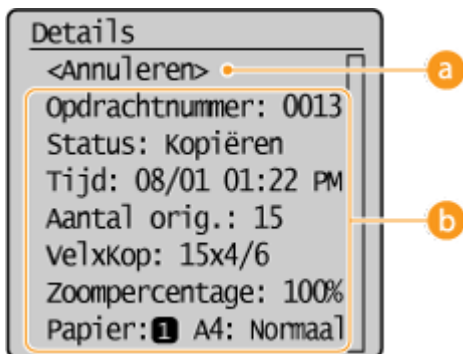 Details
<Annuleren>
Opdrachtnummer: 0013
Status: Kopiëren
Tijd: 08/01 01:22 PM
Aantal orig.: 15
VelxKop: 15x4/6
Zoompercentage: 100%
Papier:1 A4: Normaal
a
b